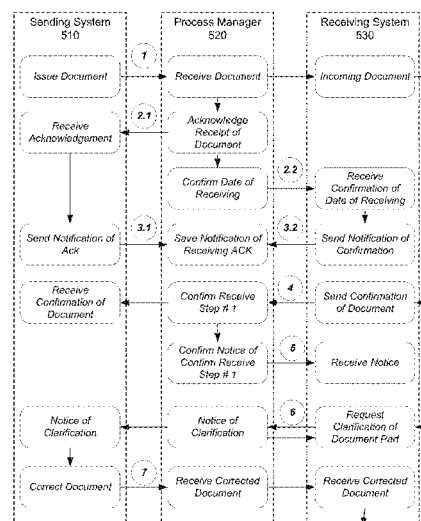 Sending System
510
Process Manager
520
Receiving System
530
1
Issue Document
Receive Document
Incoming Document
2.1
Receive
Acknowledgement
Acknowledge
Receipt of
Document
2.2
Confirm Date of
Receiving
Receive
Confirmation of
Date of Receiving
3.1
3.2
Send Notification of
Ack
Save Notification of
Receiving ACK
Send Notification of
Confirmation
4
Receive
Confirmation of
Document
Confirm Receive
Step # 1
Send Confirmation
of Document
5
Confirm Notice of
Confirm Receive
Step # 1
Receive Notice
6
Notice of
Clarification
Notice of
Clarification
Request
Clarification of
Document Part
7
Correct Document
Receive Corrected
Document
Receive Corrected
Document